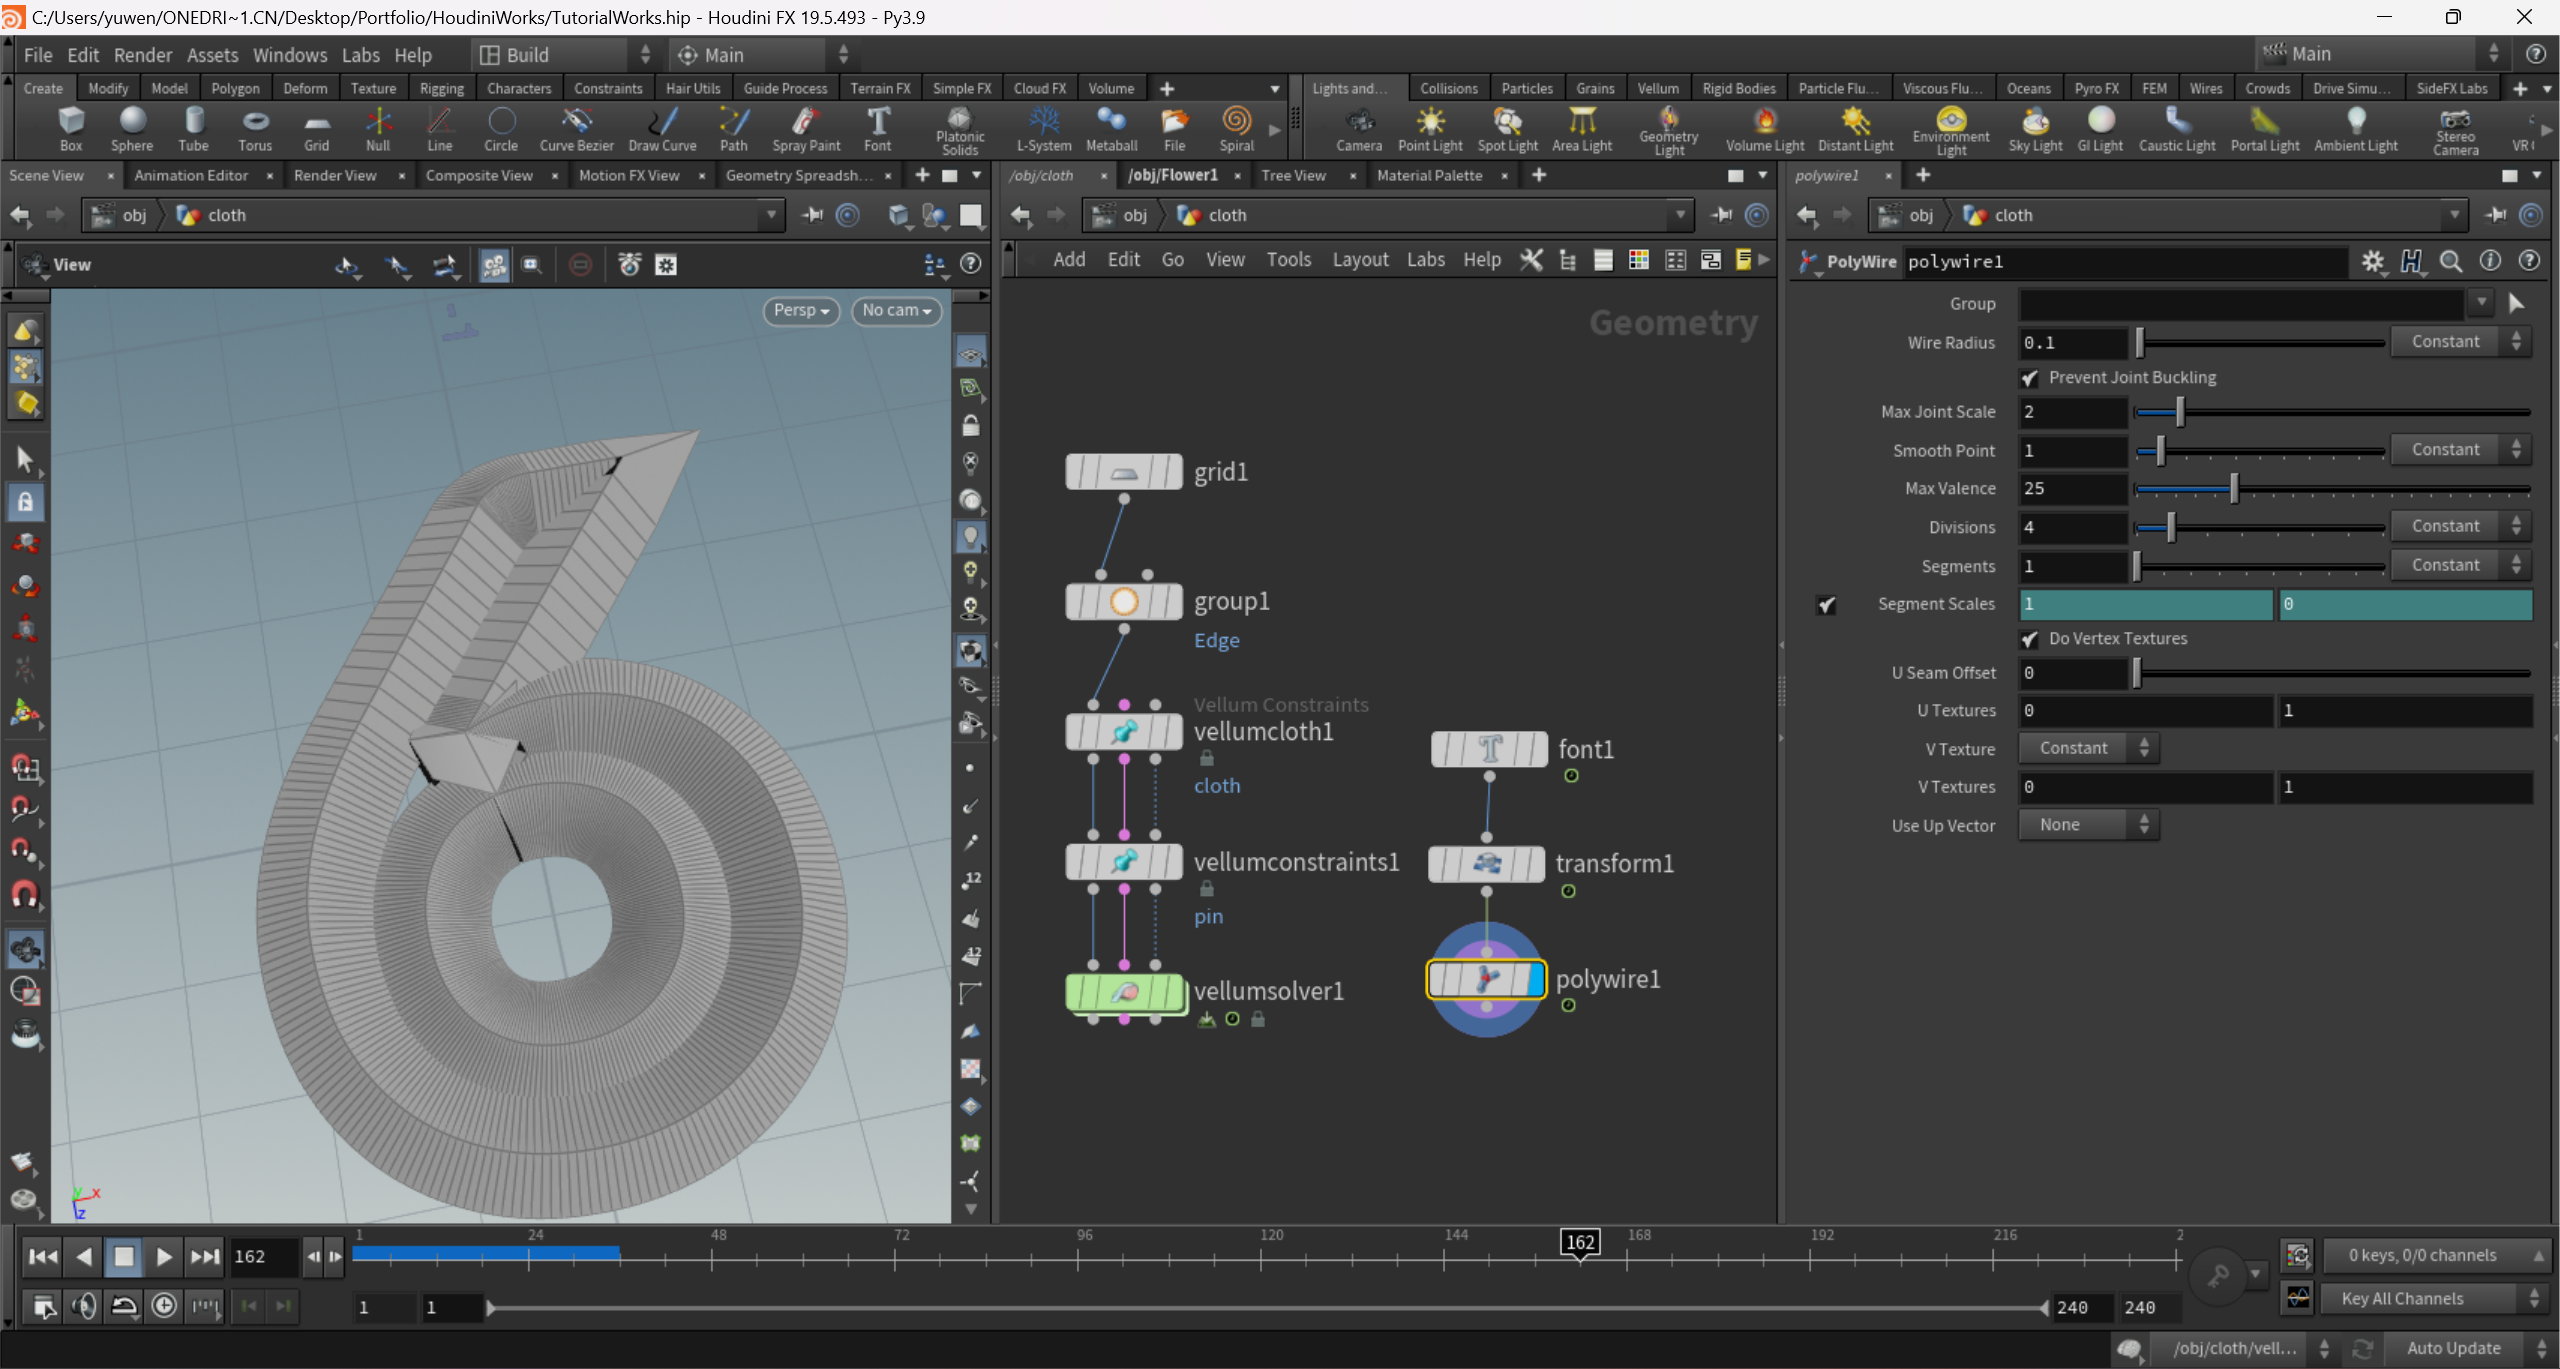 C:/Users/yuwen/ONEDRI~1.CN/Desktop/Portfolio/HoudiniWorks/TutorialWorks.hip - Houdini FX 19.5.493 - Py3.9
File Edit Render Assets Windows Labs Help Build Main Main
Create Modify Model Polygon Deform Texture Rigging Characters Constraints Hair Utils Guide Process Terrain FX Simple FX Cloud FX Volume
Lights and... Collisions Particles Grains Vellum Rigid Bodies Particle Flu... Viscous Flu... Oceans Pyro FX FEM Wires Crowds Drive Simu... SideFX Labs
Box Sphere Tube Torus Grid Null Line Circle Curve Bezier Draw Curve Path Spray Paint Font Platonic Solids L-System Metaball File Spiral
Camera Point Light Spot Light Area Light Geometry Light Volume Light Distant Light Environment Light Sky Light GI Light Caustic Light Portal Light Ambient Light Stereo Camera VR
Scene View Animation Editor Render View Composite View Motion FX View Geometry Spreadsh...
/obj/cloth /obj/Flower1 Tree View Material Palette
polywire1
obj cloth
obj cloth
obj cloth
View
Add Edit Go View Tools Layout Labs Help
PolyWire polywire1
Persp No cam
Geometry
grid1
group1
Edge
Vellum Constraints
vellumcloth1
cloth
vellumconstraints1
pin
vellumsolver1
font1
transform1
polywire1
Group
Wire Radius 0.1 Constant
Prevent Joint Buckling
Max Joint Scale 2
Smooth Point 1 Constant
Max Valence 25
Divisions 4 Constant
Segments 1 Constant
Segment Scales 1 0
Do Vertex Textures
U Seam Offset 0
U Textures 0 1
V Texture Constant
V Textures 0 1
Use Up Vector None
12
12
y x
z
162 1 24 48 72 96 120 144 162 168 192 216 2
0 keys, 0/0 channels
1 1 240 240 Key All Channels
/obj/cloth/vell... Auto Update